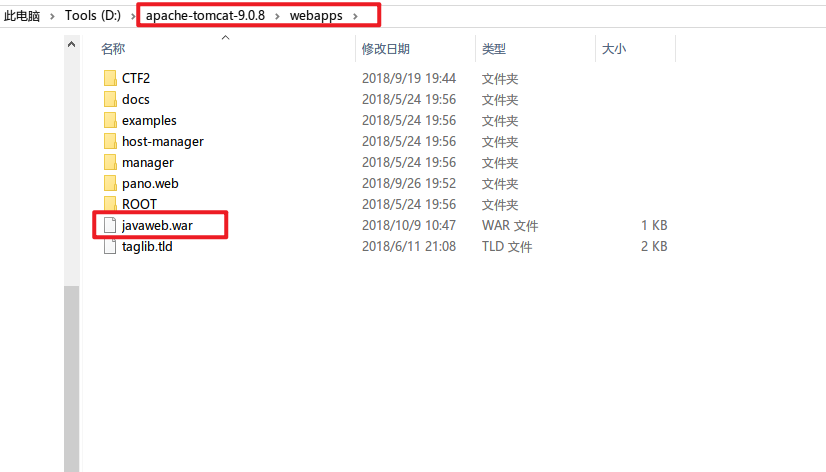 此电脑 > Tools (D:) > apache-tomcat-9.0.8 > webapps >
名称 修改日期 类型 大小
CTF2 2018/9/19 19:44 文件夹
docs 2018/5/24 19:56 文件夹
examples 2018/5/24 19:56 文件夹
host-manager 2018/5/24 19:56 文件夹
manager 2018/5/24 19:56 文件夹
pano.web 2018/9/26 19:52 文件夹
ROOT 2018/5/24 19:56 文件夹
javaweb.war 2018/10/9 10:47 WAR 文件 1 KB
taglib.tld 2018/6/11 21:08 TLD 文件 2 KB